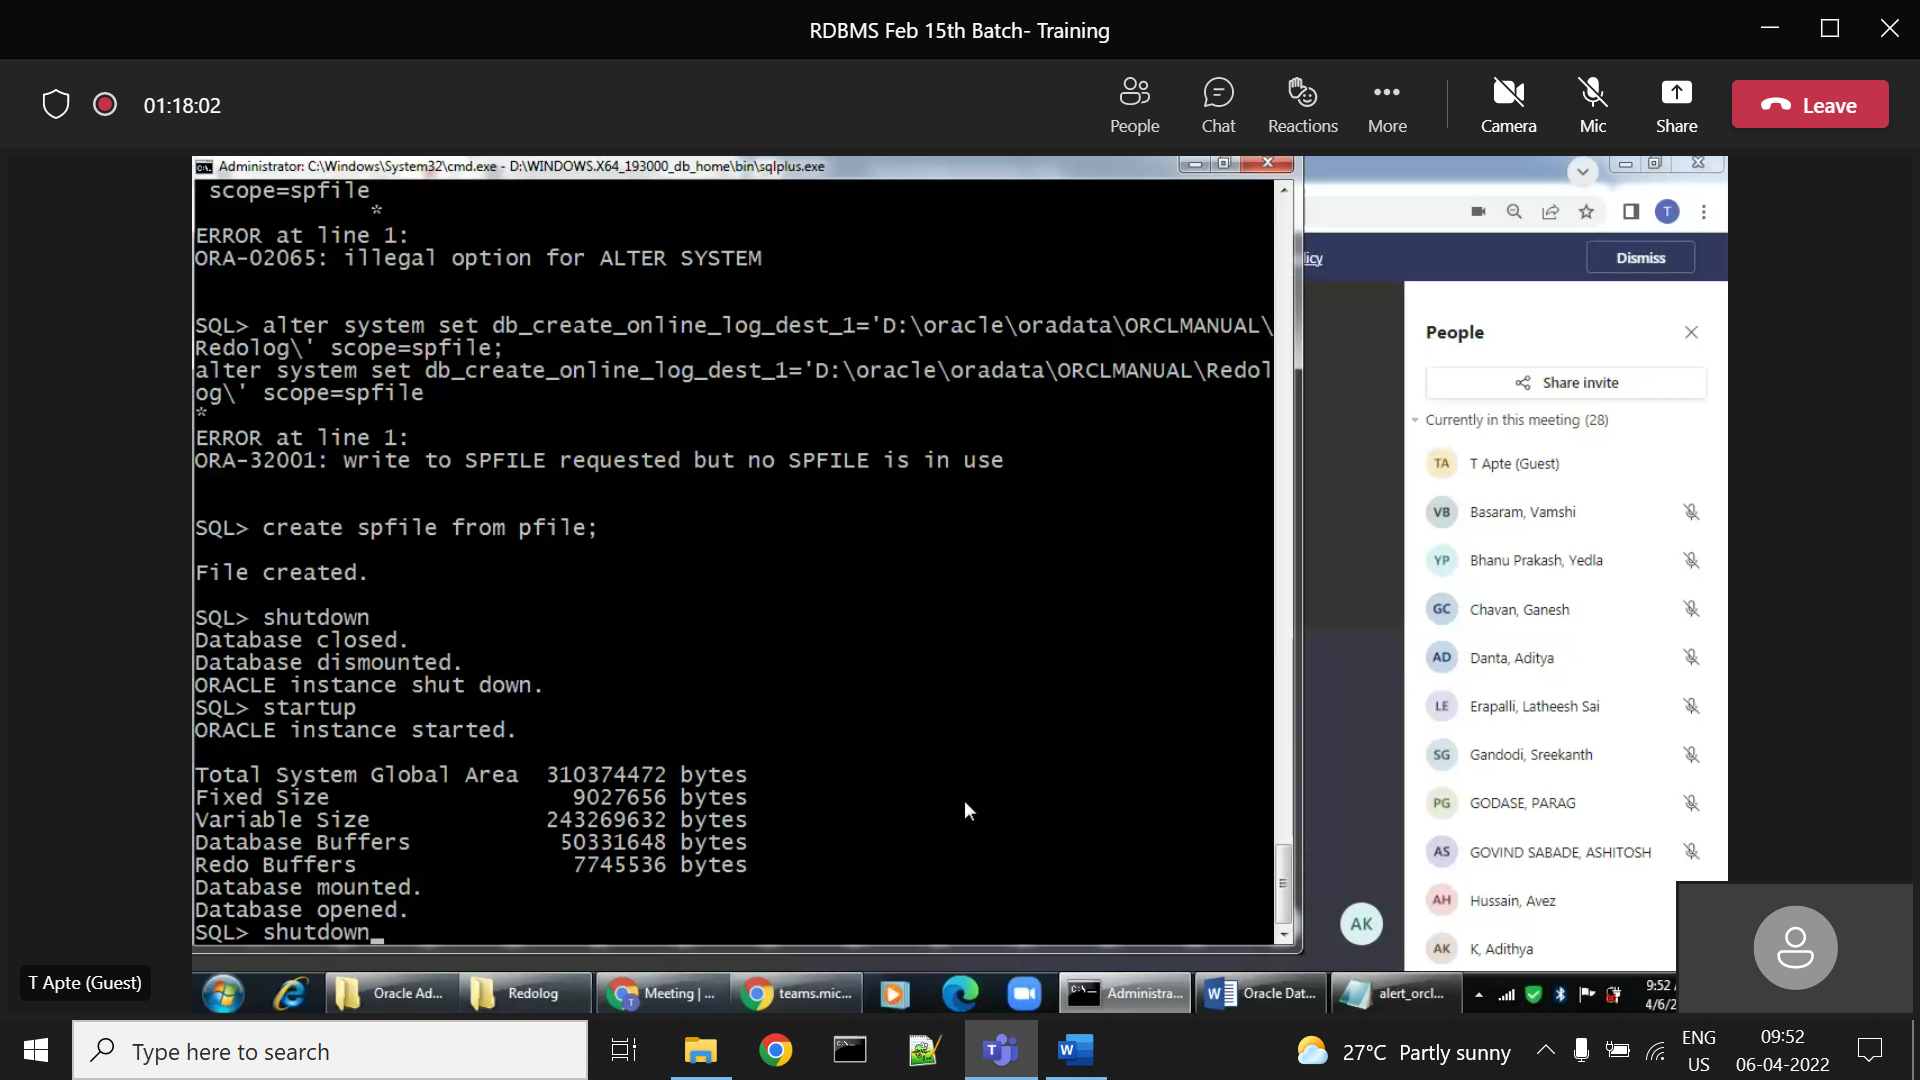 RDBMS Feb 15th Batch- Training
01:18:02
People
Chat
Reactions
More
Camera
Mic
Share
Leave
Administrator: C:\Windows\System32\cmd.exe - D:\WINDOWS.X64_193000_db_home\bin\sqlplus.exe
scope=spfile
*
ERROR at line 1:
ORA-02065: illegal option for ALTER SYSTEM
SQL> alter system set db_create_online_log_dest_1='D:\oracle\oradata\ORCLMANUAL\
Redolog\' scope=spfile;
alter system set db_create_online_log_dest_1='D:\oracle\oradata\ORCLMANUAL\Redol
og\' scope=spfile
*
ERROR at line 1:
ORA-32001: write to SPFILE requested but no SPFILE is in use
SQL> create spfile from pfile;
File created.
SQL> shutdown
Database closed.
Database dismounted.
ORACLE instance shut down.
SQL> startup
ORACLE instance started.
Total System Global Area 310374472 bytes
Fixed Size 9027656 bytes
Variable Size 243269632 bytes
Database Buffers 50331648 bytes
Redo Buffers 7745536 bytes
Database mounted.
Database opened.
SQL> shutdown_
T
icy
Dismiss
People
Share invite
Currently in this meeting (28)
TA T Apte (Guest)
VB Basaram, Vamshi
YP Bhanu Prakash, Yedla
GC Chavan, Ganesh
AD Danta, Aditya
LE Erapalli, Latheesh Sai
SG Gandodi, Sreekanth
PG GODASE, PARAG
AS GOVIND SABADE, ASHITOSH
AH Hussain, Avez
AK K, Adithya
AK
T Apte (Guest)
Oracle Ad...
Redolog
Meeting | ...
teams.mic...
Administra...
Oracle Dat...
alert_orcl...
9:52
4/6/2
Type here to search
27°C Partly sunny
ENG
US
09:52
06-04-2022